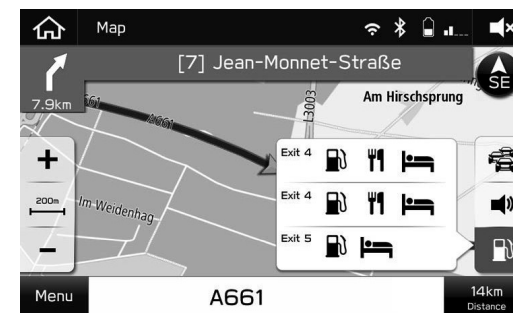 Map
[7] Jean-Monnet-Straße
7.9km
SE
661
A661
L3003
Am Hirschsprung
Exit 4
Exit 4
Exit 5
200m
Im Weidenhag
Menu
A661
14km
Distance